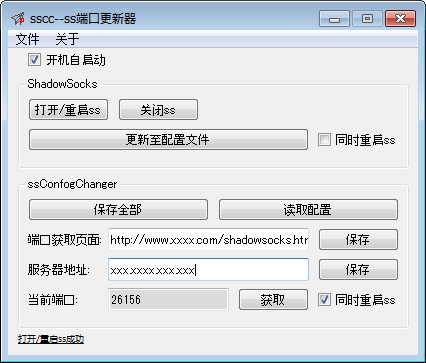 sscc--ss端口更新器
文件 关于
开机自启动
ShadowSocks
打开/重启ss 关闭ss
更新至配置文件 同时重启ss
ssConfogChanger
保存全部 读取配置
端口获取页面: http://www.xxxx.com/shadowsocks.htr 保存
服务器地址: xxx.xxxx.xxx.xxx 保存
当前端口: 26156 获取 同时重启ss
打开/重启ss成功